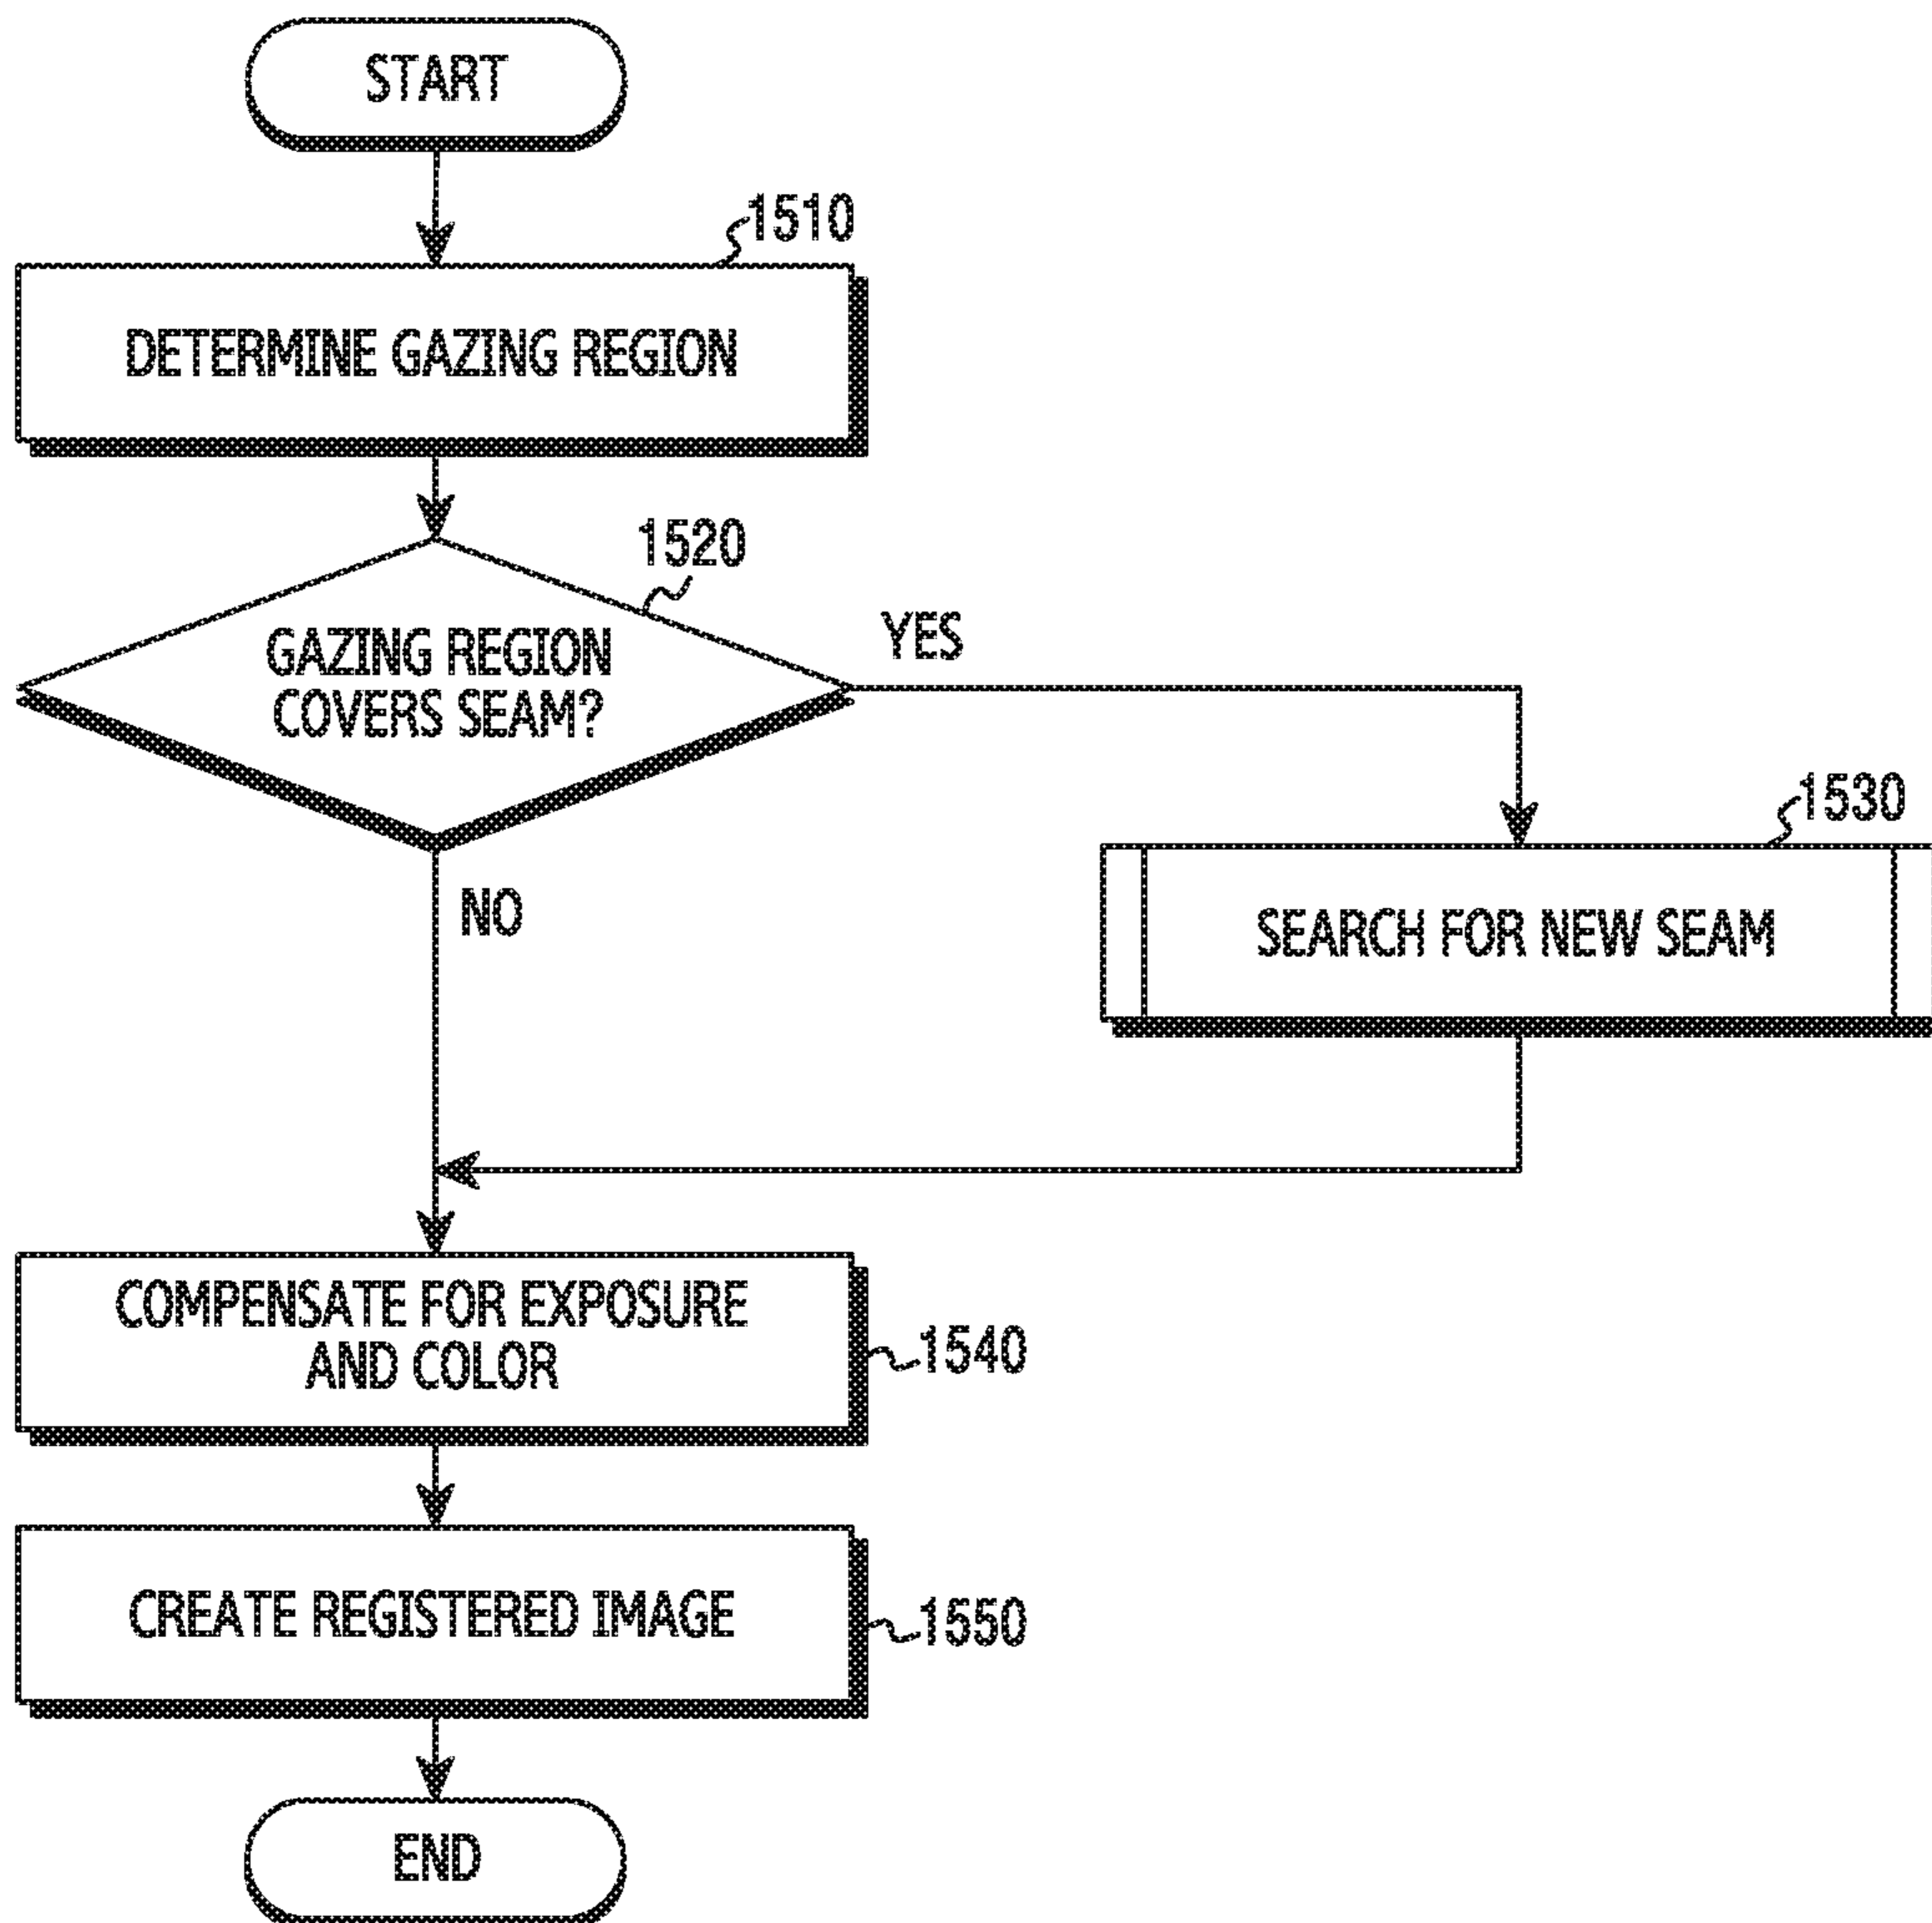 START
1510
DETERMINE GAZING REGION
1520
GAZING REGION
COVERS SEAM?
YES
NO
1530
SEARCH FOR NEW SEAM
COMPENSATE FOR EXPOSURE
AND COLOR
1540
CREATE REGISTERED IMAGE
1550
END